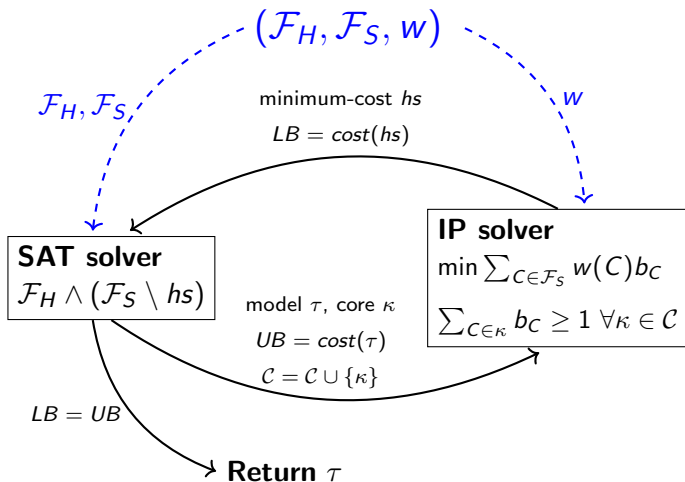 (𝓕_H, 𝓕_S, w)
𝓕_H, 𝓕_S
w
minimum-cost hs
LB = cost(hs)
SAT solver
𝓕_H ∧ (𝓕_S \ hs)
IP solver
min ∑_{C∈𝓕_S} w(C)b_C
∑_{C∈κ} b_C ≥ 1 ∀κ ∈ 𝓒
model τ, core κ
UB = cost(τ)
𝓒 = 𝓒 ∪ {κ}
LB = UB
Return τ